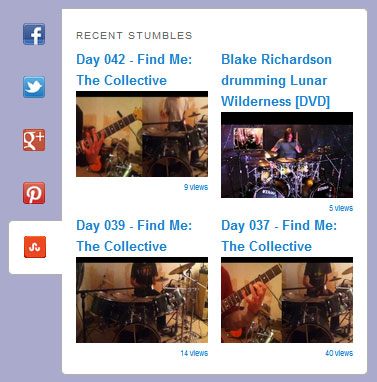 RECENT STUMBLES
Day 042 - Find Me:
The Collective
9 views
Blake Richardson
drumming Lunar
Wilderness [DVD]
5 views
Day 039 - Find Me:
The Collective
14 views
Day 037 - Find Me:
The Collective
40 views